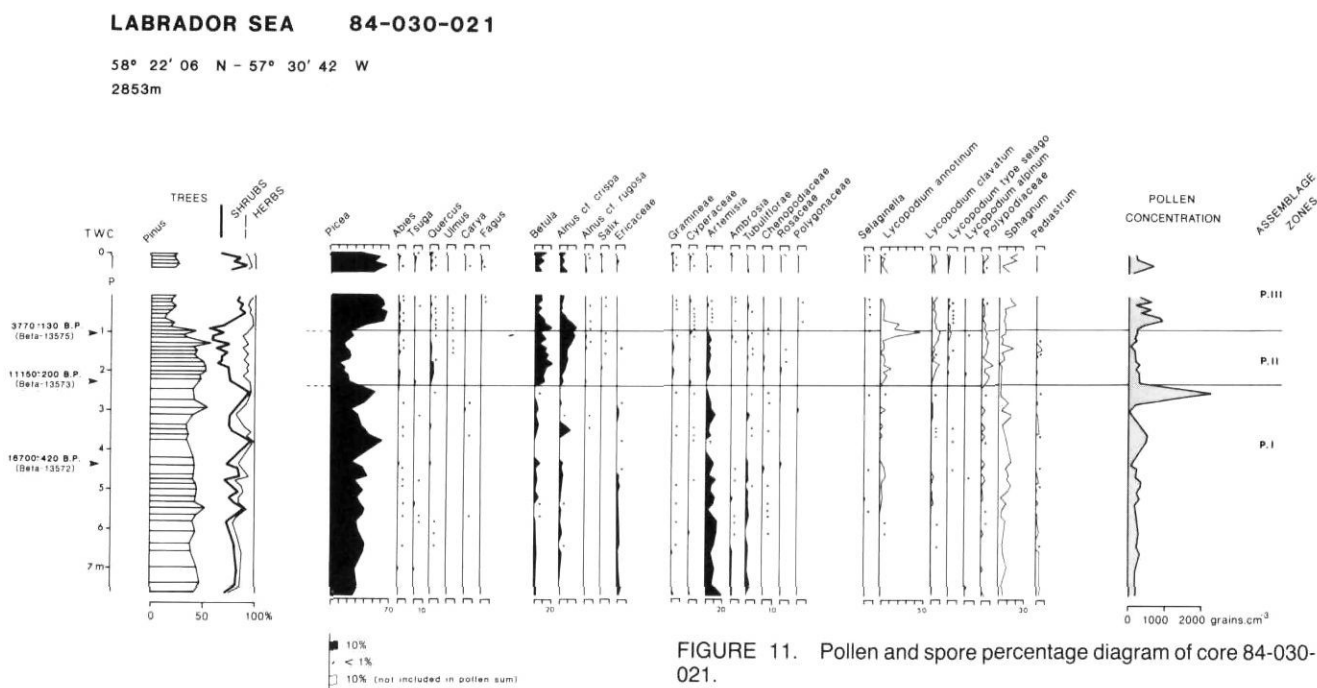 LABRADOR SEA 84-030-021
58° 22' 06 N - 57° 30' 42 W
2853m
TREES SHRUBS HERBS
Pinus
Picea
Abies
Tsuga
Quercus
Ulmus
Carya
Fagus
Betula
Alnus cf. crispa
Alnus cf. rugosa
Salix
Ericaceae
Gramineae
Cyperaceae
Artemisia
Ambrosia
Tubuliflorae
Chenopodiaceae
Rosaceae
Polygonaceae
Selaginella
Lycopodium annotinum
Lycopodium clavatum
Lycopodium type selago
Lycopodium alpinum
Polypodiaceae
Sphagnum
Pediastrum
POLLEN
CONCENTRATION
ASSEMBLAGE
ZONES
TWC
0
P
P.III
3770-130 B.P.
(Beta-13575)
1
P.II
2
11150-200 B.P.
(Beta-13573)
3
4
P.I
16700-420 B.P.
(Beta-13572)
5
6
7m
0 50 100%
70 10 20 20 10 30 30
0 1000 2000 grains.cm-3
10%
< 1%
10% (not included in pollen sum)
FIGURE 11. Pollen and spore percentage diagram of core 84-030-
021.